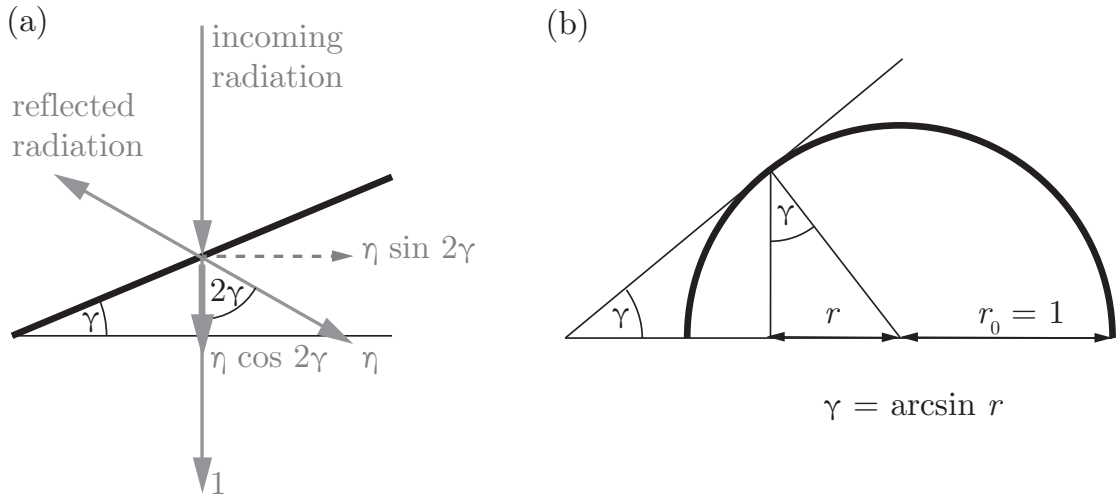 (a)
incoming
radiation
reflected
radiation
η sin 2γ
2γ
γ
η cos 2γ
η
1
(b)
γ
γ
r
r₀ = 1
γ = arcsin r